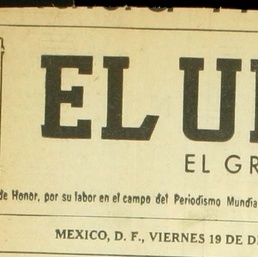 EL U
EL GR
de Honor, por su labor en el campo del Periodismo Mundia
MEXICO, D. F., VIERNES 19 DE D